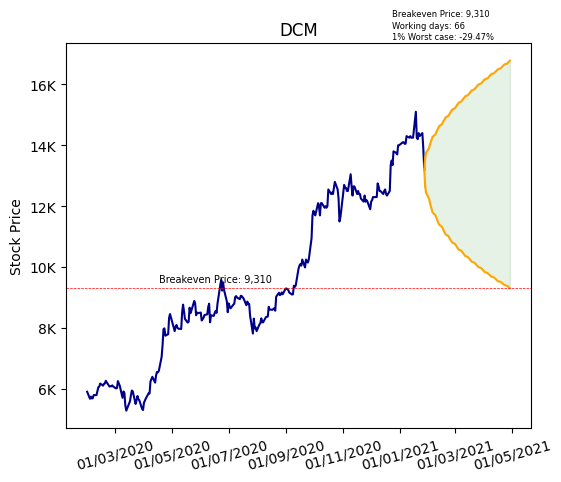 Breakeven Price: 9,310
Working days: 66
1% Worst case: -29.47%
DCM
Stock Price
16K
14K
12K
10K
8K
6K
Breakeven Price: 9,310
01/03/2020
01/05/2020
01/07/2020
01/09/2020
01/11/2020
01/01/2021
01/03/2021
01/05/2021